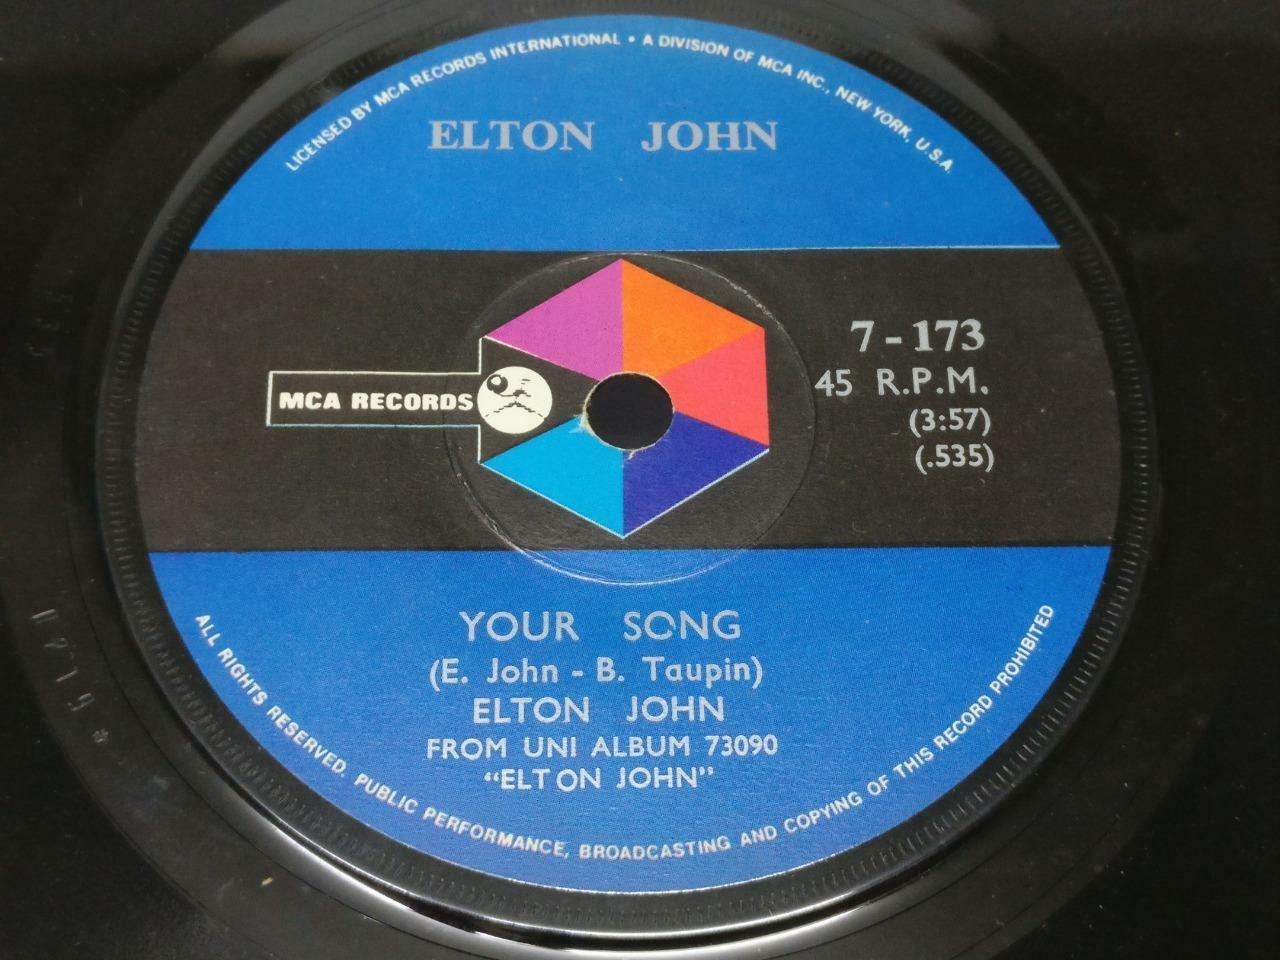 LICENSED BY MCA RECORDS INTERNATIONAL • A DIVISION OF MCA INC., NEW YORK, U.S.A.
ELTON JOHN
MCA RECORDS
7-173
45 R.P.M.
(3:57)
(.535)
YOUR SONG
(E. John - B. Taupin)
ELTON JOHN
FROM UNI ALBUM 73090
“ELTON JOHN”
ALL RIGHTS RESERVED. PUBLIC PERFORMANCE, BROADCASTING AND COPYING OF THIS RECORD PROHIBITED